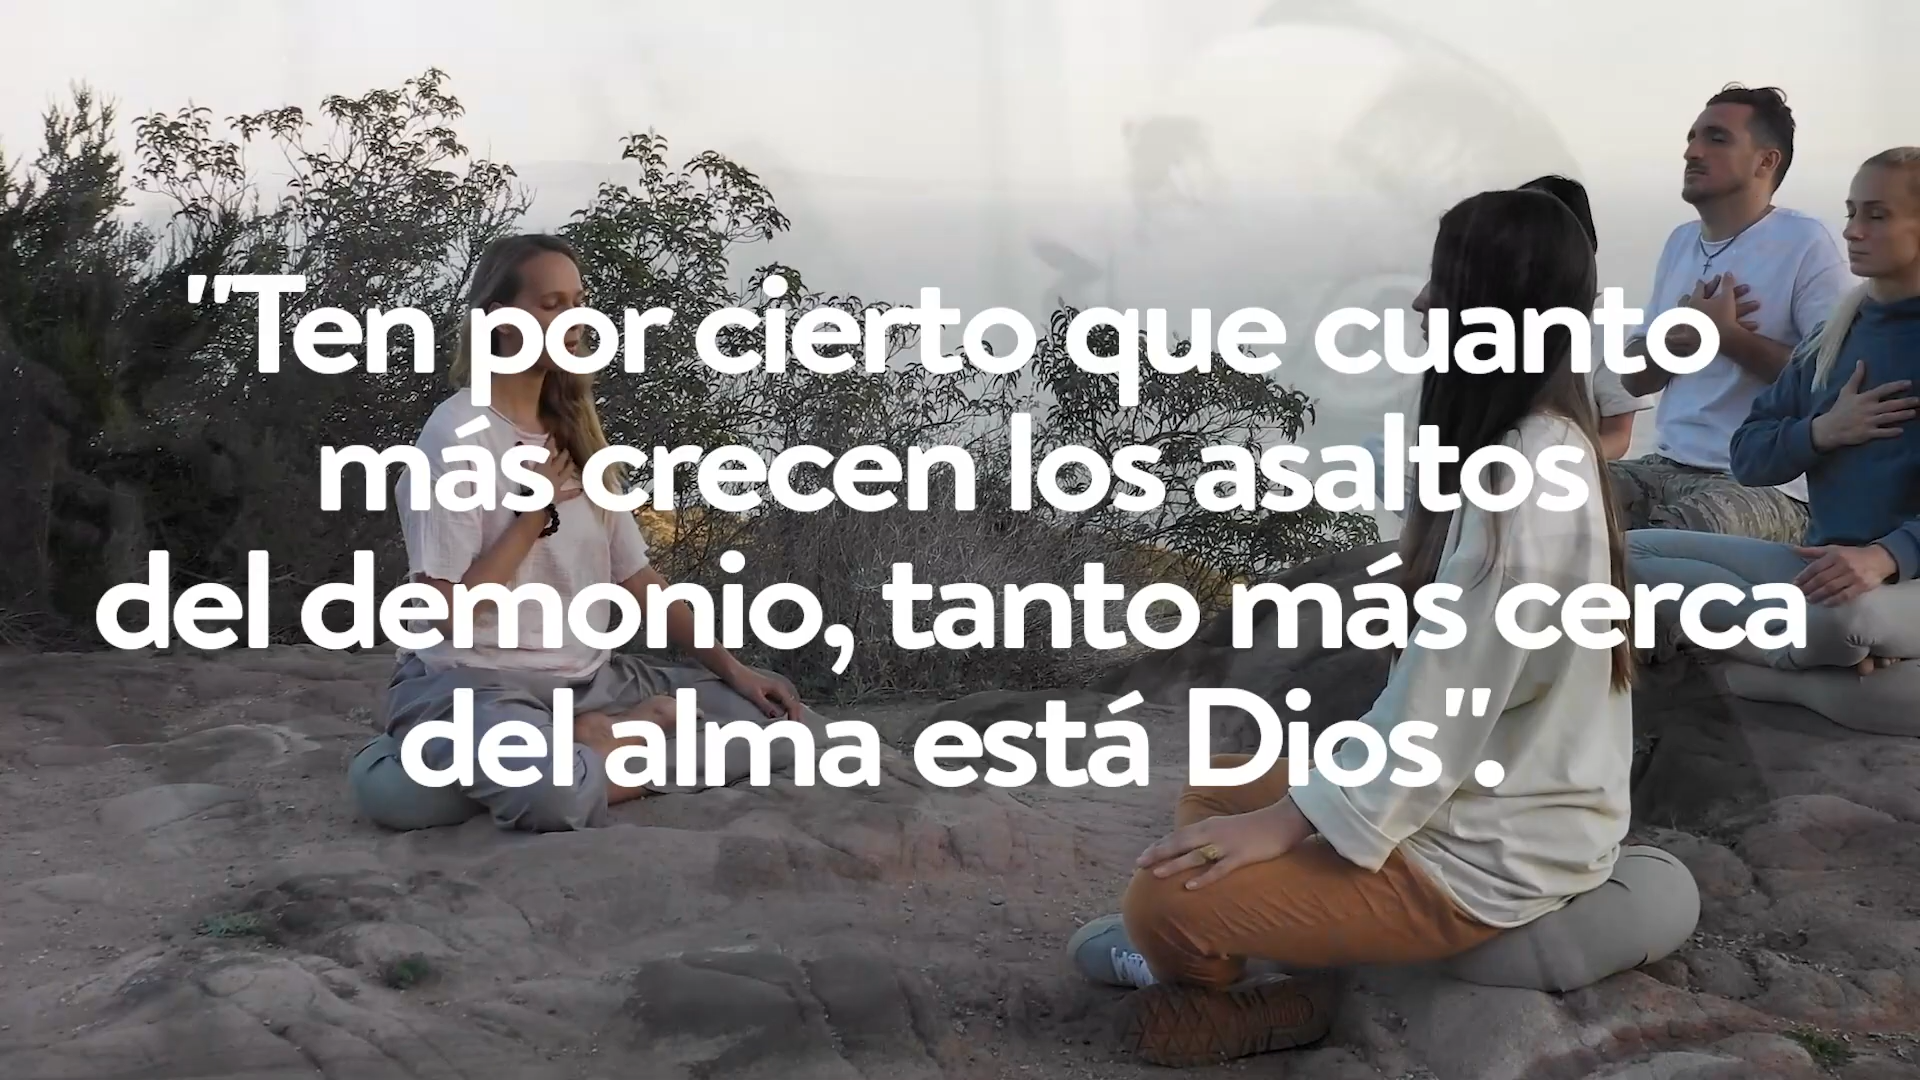 "Ten por cierto que cuanto
más crecen los asaltos
del demonio, tanto más cerca
del alma está Dios".